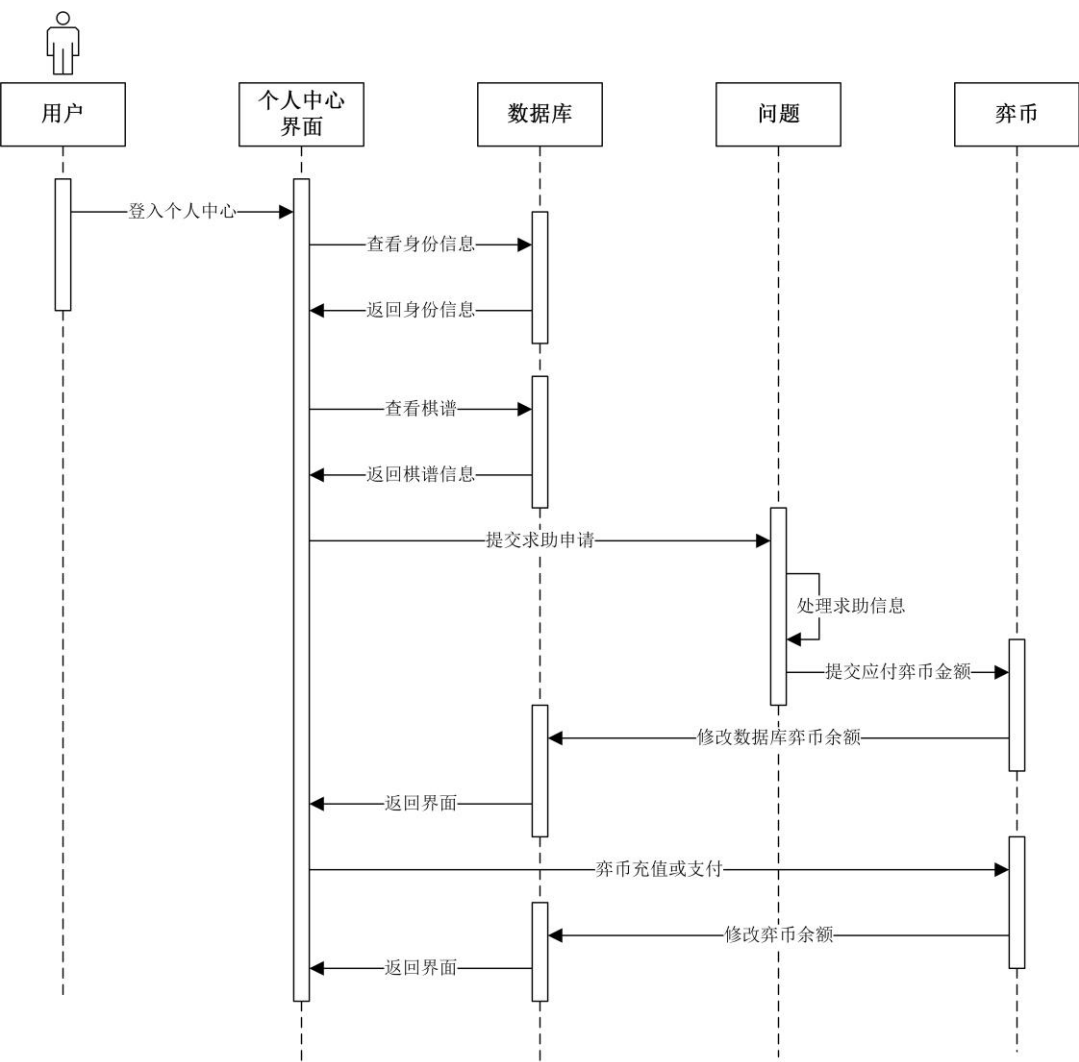 用户
个人中心
界面
数据库
问题
弈币
登入个人中心
查看身份信息
返回身份信息
查看棋谱
返回棋谱信息
提交求助申请
处理求助信息
提交应付弈币金额
修改数据库弈币余额
返回界面
弈币充值或支付
修改弈币余额
返回界面